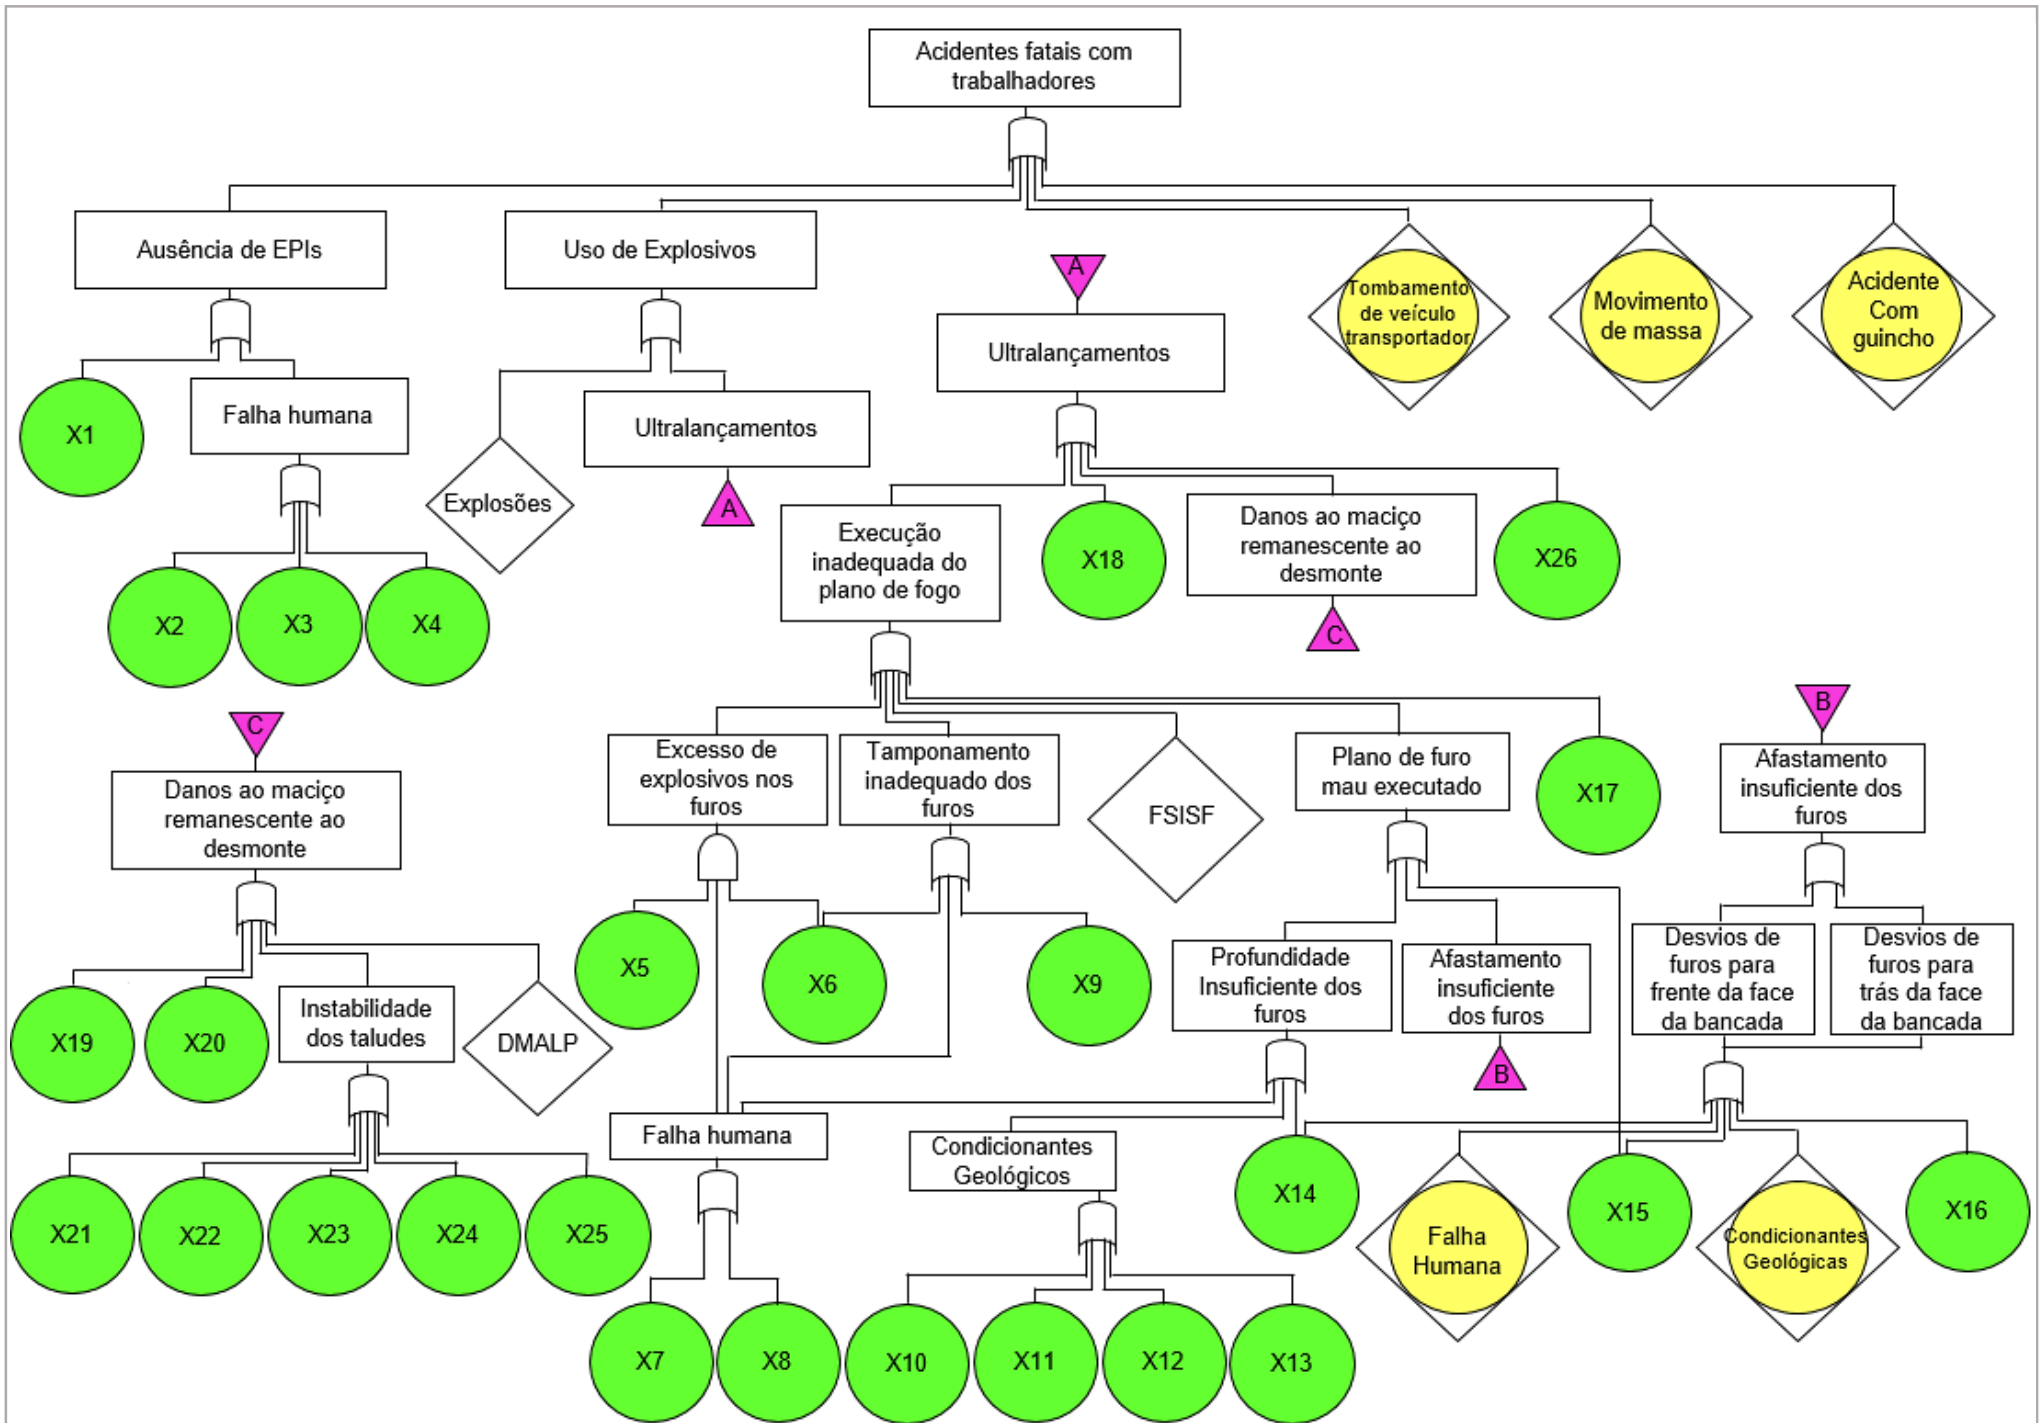 Acidentes fatais com
trabalhadores
Ausência de EPIs
Uso de Explosivos
A
Ultralançamentos
Tombamento
de veículo
transportador
Movimento
de massa
Acidente
Com
guincho
X1
Falha humana
Explosões
Ultralançamentos
A
X2
X3
X4
Execução
inadequada do
plano de fogo
X18
Danos ao maciço
remanescente ao
desmonte
C
X26
C
Danos ao maciço
remanescente ao
desmonte
Excesso de
explosivos nos
furos
Tamponamento
inadequado dos
furos
FSISF
Plano de furo
mau executado
X17
B
Afastamento
insuficiente dos
furos
X19
X20
Instabilidade
dos taludes
DMALP
X5
X6
X9
Profundidade
Insuficiente dos
furos
Afastamento
insuficiente
dos furos
B
Desvios de
furos para
frente da face
da bancada
Desvios de
furos para
trás da face
da bancada
X21
X22
X23
X24
X25
Falha humana
Condicionantes
Geológicos
X14
Falha
Humana
X15
Condicionantes
Geológicas
X16
X7
X8
X10
X11
X12
X13